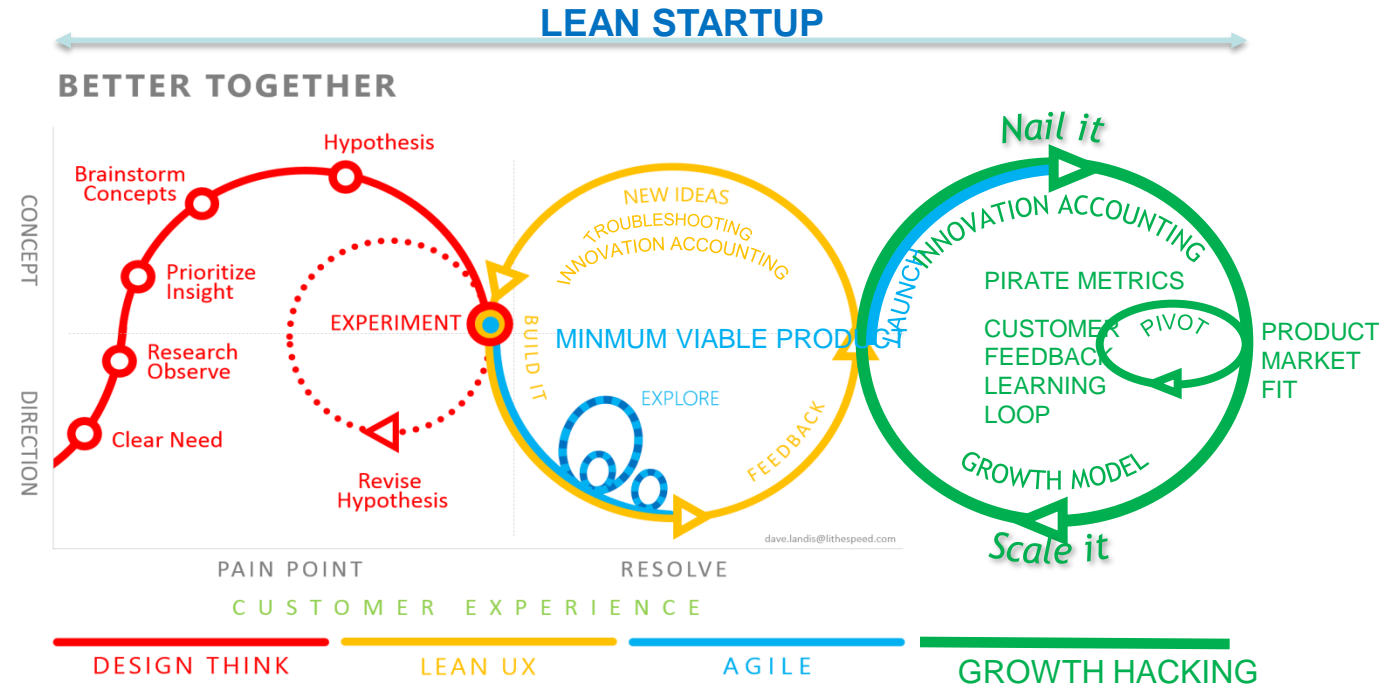 LEAN STARTUP
BETTER TOGETHER
CONCEPT
DIRECTION
Hypothesis
Brainstorm
Concepts
Prioritize
Insight
EXPERIMENT
Research
Observe
Clear Need
Revise
Hypothesis
NEW IDEAS
TROUBLESHOOTING
INNOVATION ACCOUNTING
BUILD IT
MINMUM VIABLE PRODUCT
EXPLORE
FEEDBACK
dave.landis@lithespeed.com
Nail it
LAUNCH
INNOVATION ACCOUNTING
PIRATE METRICS
CUSTOMER
FEEDBACK
LEARNING
LOOP
PIVOT
PRODUCT
MARKET
FIT
GROWTH MODEL
Scale it
PAIN POINT
RESOLVE
CUSTOMER EXPERIENCE
DESIGN THINK
LEAN UX
AGILE
GROWTH HACKING